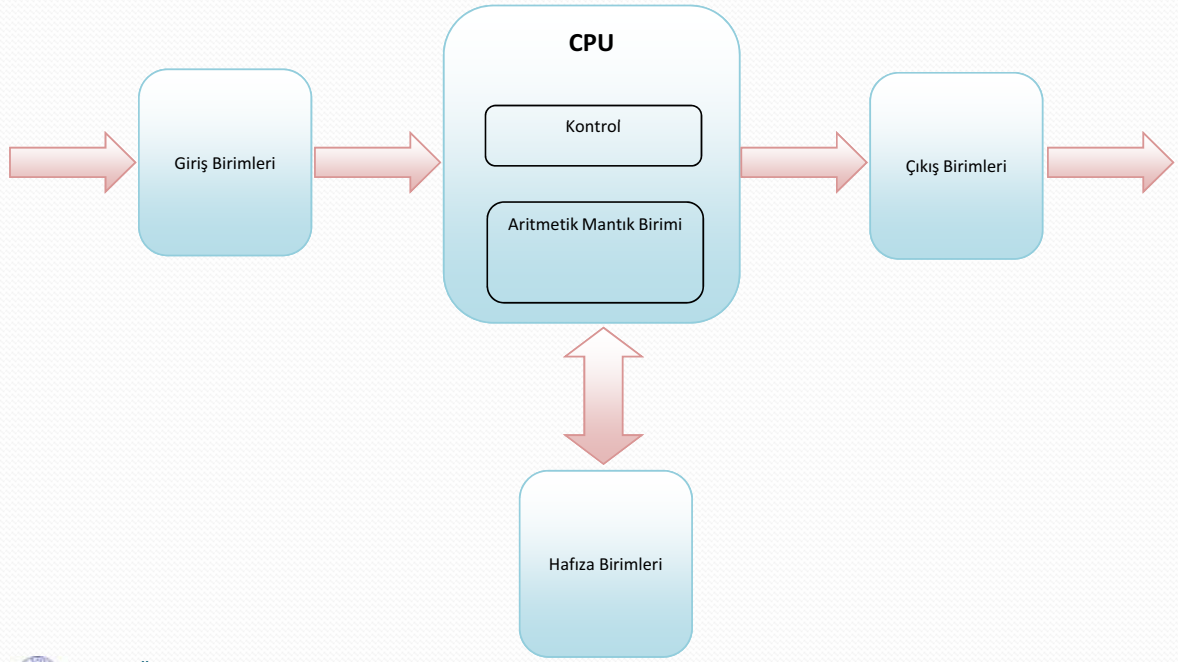 CPU
Kontrol
Giriş Birimleri
Çıkış Birimleri
Aritmetik Mantık Birimi
Hafıza Birimleri